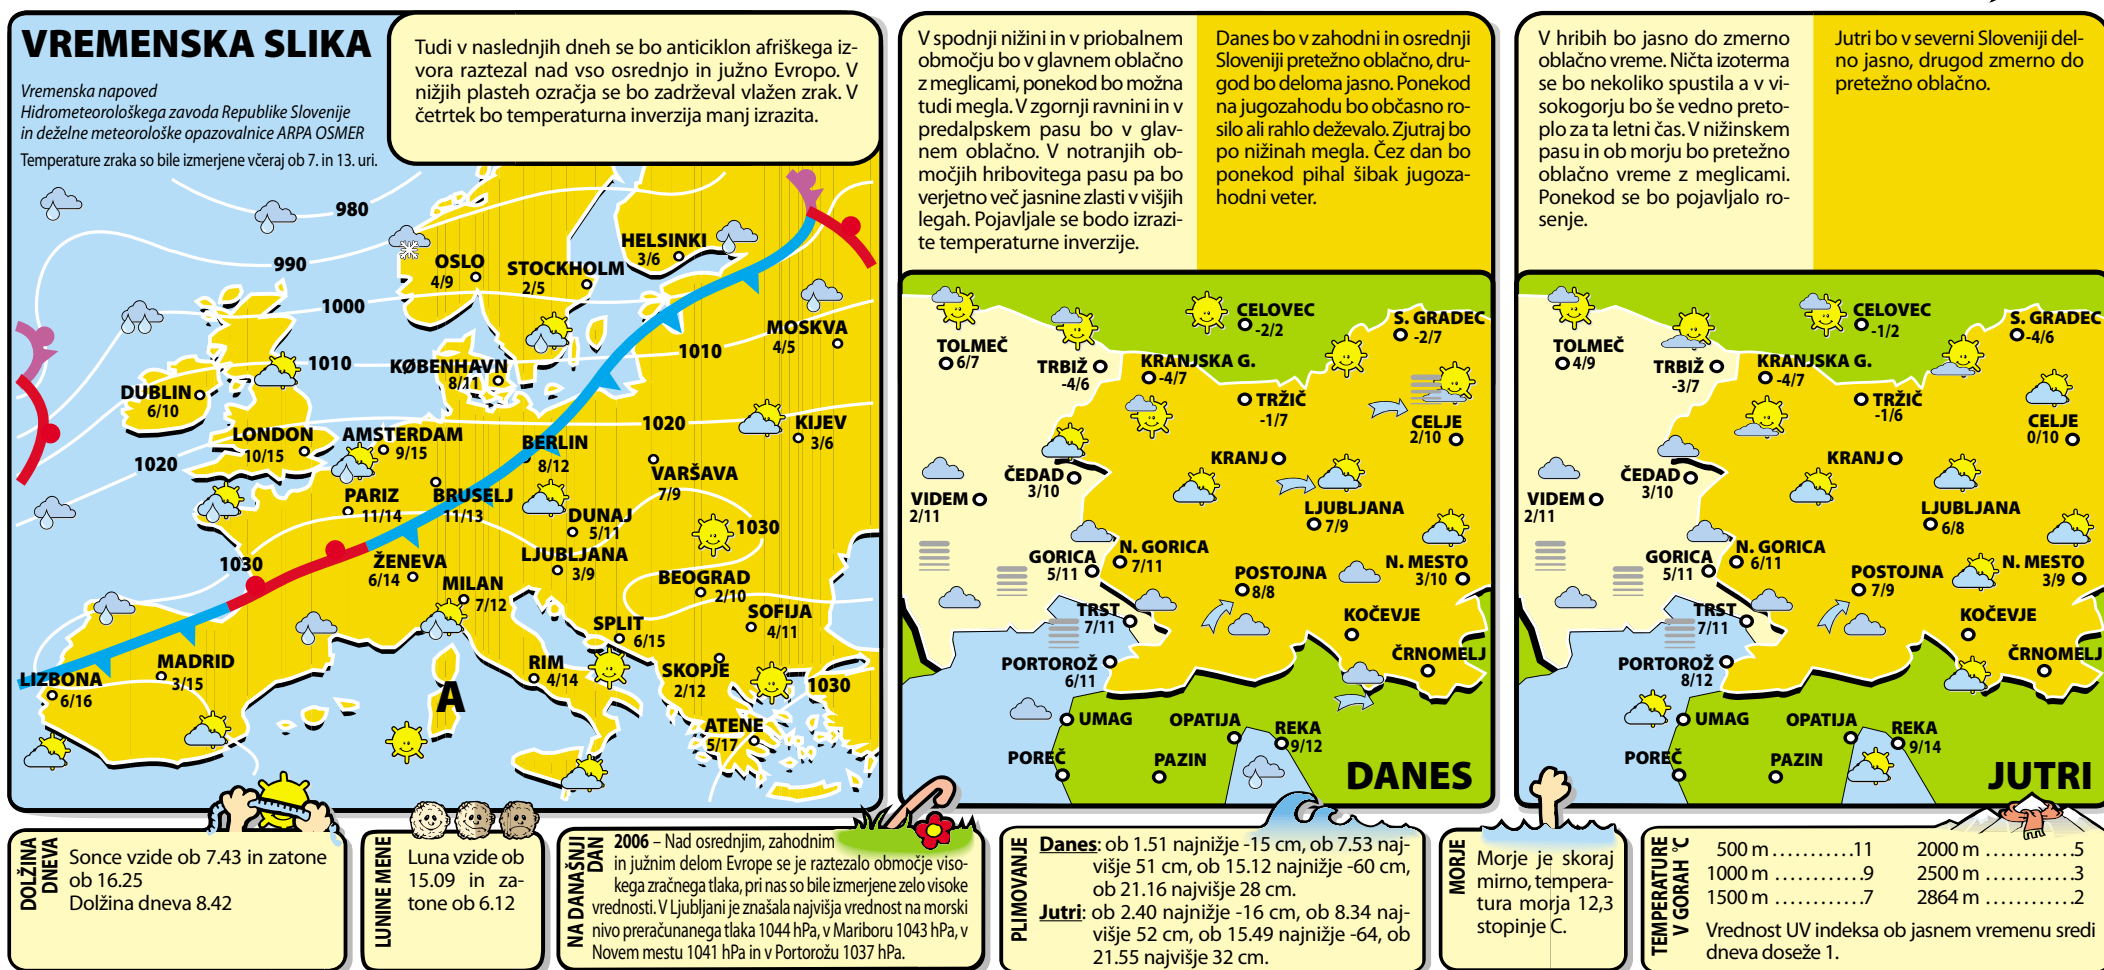 VREMENSKA SLIKA
Vremenska napoved
Hidrometeorološkega zavoda Republike Slovenije
in deželne meteorološke opazovalnice ARPA OSMER
Temperature zraka so bile izmerjene včeraj ob 7. in 13. uri.
Tudi v naslednjih dneh se bo anticiklon afriškega iz-
vora raztezal nad vso osrednjo in južno Evropo. V
nižjih plasteh ozračja se bo zadrževal vlažen zrak. V
četrtek bo temperaturna inverzija manj izrazita.
980
990
1000
1010
1010
1020
1020
1030
1030
1030
HELSINKI
3/6
OSLO
4/9
STOCKHOLM
2/5
MOSKVA
4/5
KØBENHAVN
8/11
DUBLIN
6/10
LONDON
10/15
AMSTERDAM
9/15
BERLIN
8/12
KIJEV
3/6
VARŠAVA
7/9
PARIZ
11/14
BRUSELJ
11/13
DUNAJ
5/11
LJUBLJANA
3/9
ŽENEVA
6/14
MILAN
7/12
BEOGRAD
2/10
SOFIJA
4/11
SPLIT
6/15
SKOPJE
2/12
RIM
4/14
MADRID
3/15
LIZBONA
6/16
A
ATENE
5/17
V spodnji nižini in v priobalnem
območju bo v glavnem oblačno
z meglicami, ponekod bo možna
tudi megla. V zgornji ravnini in v
predalpskem pasu bo v glav-
nem oblačno. V notranjih ob-
močjih hribovitega pasu pa bo
verjetno več jasnine zlasti v višjih
legah. Pojavljale se bodo izrazi-
te temperaturne inverzije.
Danes bo v zahodni in osrednji
Sloveniji pretežno oblačno, dru-
god bo deloma jasno. Ponekod
na jugozahodu bo občasno ro-
silo ali rahlo deževalo. Zjutraj bo
po nižinah megla. Čez dan bo
ponekod pihal šibak jugoza-
hodni veter.
CELOVEC
-2/2
S. GRADEC
-2/7
TOLMEČ
6/7
TRBIŽ
-4/6
KRANJSKA G.
-4/7
TRŽIČ
-1/7
CELJE
2/10
KRANJ
ČEDAD
3/10
VIDEM
2/11
LJUBLJANA
7/9
GORICA
5/11
N. GORICA
7/11
POSTOJNA
8/8
N. MESTO
3/10
TRST
7/11
KOČEVJE
ČRNOMELJ
PORTOROŽ
6/11
UMAG
OPATIJA
REKA
9/12
POREČ
PAZIN
DANES
V hribih bo jasno do zmerno
oblačno vreme. Ničta izoterma
se bo nekoliko spustila a v vi-
sokogorju bo še vedno preto-
plo za ta letni čas. V nižinskem
pasu in ob morju bo pretežno
oblačno vreme z meglicami.
Ponekod se bo pojavljalo ro-
senje.
Jutri bo v severni Sloveniji del-
no jasno, drugod zmerno do
pretežno oblačno.
CELOVEC
-1/2
S. GRADEC
-4/6
TOLMEČ
4/9
TRBIŽ
-3/7
KRANJSKA G.
-4/7
TRŽIČ
-1/6
CELJE
0/10
KRANJ
ČEDAD
3/10
VIDEM
2/11
LJUBLJANA
6/8
GORICA
5/11
N. GORICA
6/11
POSTOJNA
7/9
N. MESTO
3/9
TRST
7/11
KOČEVJE
ČRNOMELJ
PORTOROŽ
8/12
UMAG
OPATIJA
REKA
9/14
POREČ
PAZIN
JUTRI
DOLŽINA
DNEVA
Sonce vzide ob 7.43 in zatone
ob 16.25
Dolžina dneva 8.42
LUNINE MENE
Luna vzide ob
15.09 in za-
tone ob 6.12
NA DANAŠNJI
DAN
2006 – Nad osrednjim, zahodnim
in južnim delom Evrope se je raztezalo območje viso-
kega zračnega tlaka, pri nas so bile izmerjene zelo visoke
vrednosti. V Ljubljani je znašala najvišja vrednost na morski
nivo preračunanega tlaka 1044 hPa, v Mariboru 1043 hPa, v
Novem mestu 1041 hPa in v Portorožu 1037 hPa.
PLIMOVANJE
Danes: ob 1.51 najnižje -15 cm, ob 7.53 naj-
višje 51 cm, ob 15.12 najnižje -60 cm,
ob 21.16 najvišje 28 cm.
Jutri: ob 2.40 najnižje -16 cm, ob 8.34 naj-
višje 52 cm, ob 15.49 najnižje -64, ob
21.55 najvišje 32 cm.
MORJE
Morje je skoraj
mirno, tempera-
tura morja 12,3
stopinje C.
TEMPERATURE
V GORAH °C
500 m ...........11
1000 m ...........9
1500 m ...........7
2000 m ...........5
2500 m ...........3
2864 m ...........2
Vrednost UV indeksa ob jasnem vremenu sredi
dneva doseže 1.